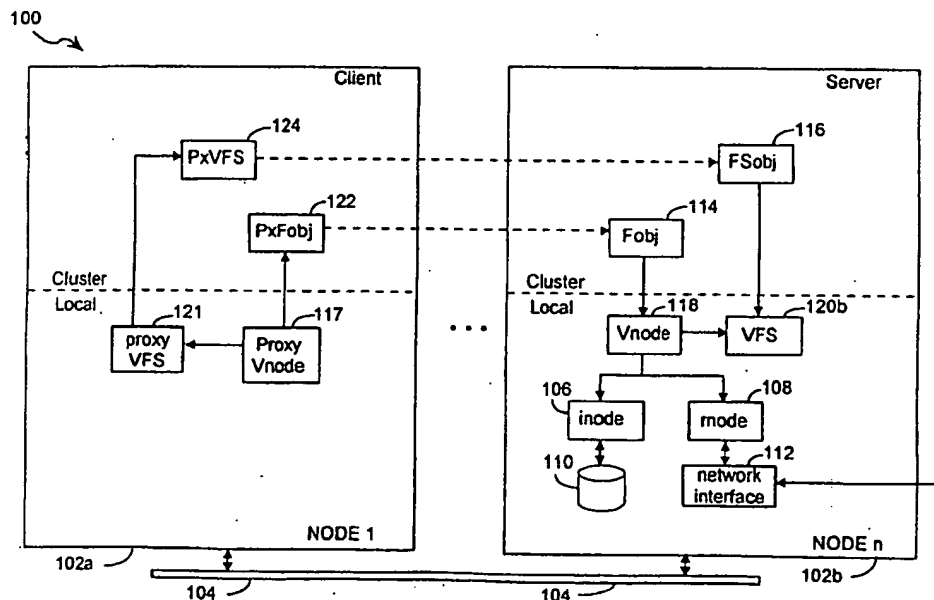 100
Client
Server
124
PxVFS
116
FSobj
122
PxFobj
114
Fobj
Cluster
Local
Cluster
Local
121
proxy
VFS
117
Proxy
Vnode
118
Vnode
120b
VFS
106
inode
108
rnode
110
112
network
interface
NODE 1
NODE n
102a
102b
104
104